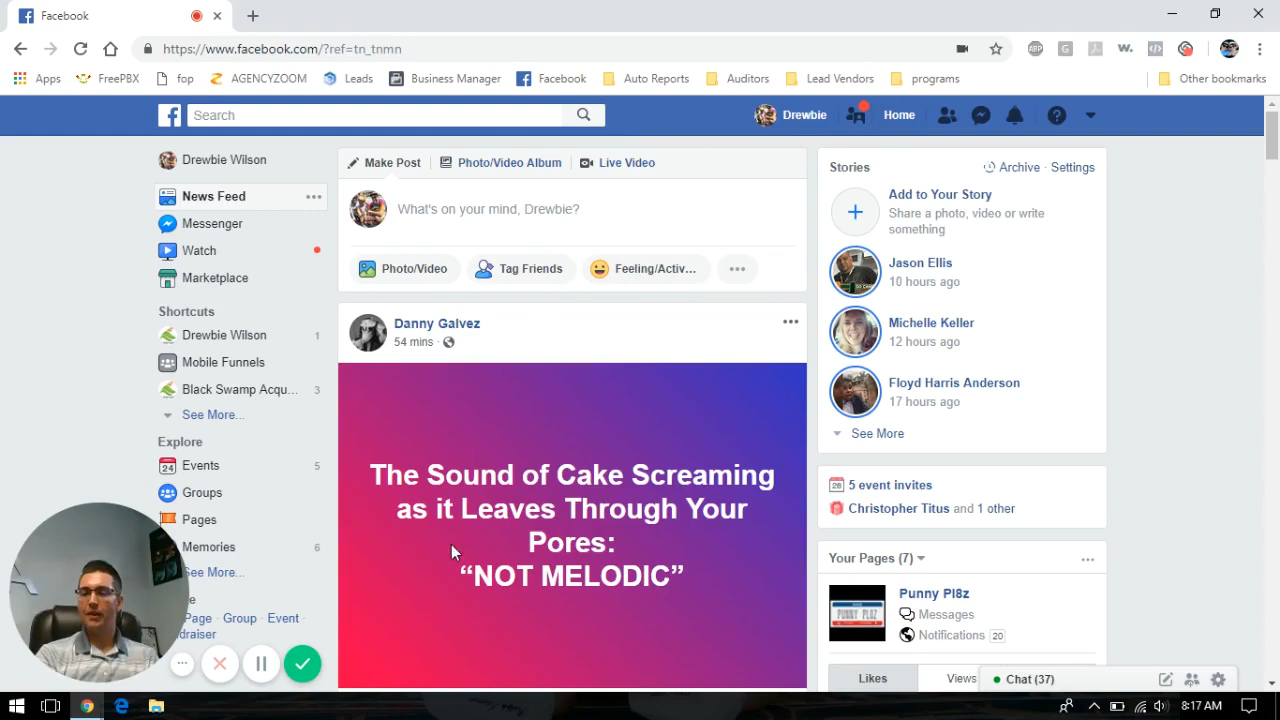 Facebook
https://www.facebook.com/?ref=tn_tnmn
ABP G w.
Apps FreePBX fop AGENCYZOOM Leads Business Manager Facebook Auto Reports Auditors Lead Vendors programs Other bookmarks
Search Drewbie Home
Drewbie Wilson
News Feed
Messenger
Watch
Marketplace
Shortcuts
Drewbie Wilson 1
Mobile Funnels
Black Swamp Acqu... 3
See More...
Explore
24 Events 5
Groups
Pages
Memories 6
See More...
Page Group Event
draiser
Make Post Photo/Video Album Live Video
What's on your mind, Drewbie?
Photo/Video Tag Friends Feeling/Activ...
Danny Galvez
54 mins
The Sound of Cake Screaming
as it Leaves Through Your
Pores:
“NOT MELODIC”
Stories Archive · Settings
Add to Your Story
Share a photo, video or write
something
Jason Ellis
10 hours ago
Michelle Keller
12 hours ago
Floyd Harris Anderson
17 hours ago
See More
5 event invites
Christopher Titus and 1 other
Your Pages (7)
PUNNY PL8Z
Punny Pl8z
Messages
Notifications 20
Likes Views
Chat (37)
8:17 AM